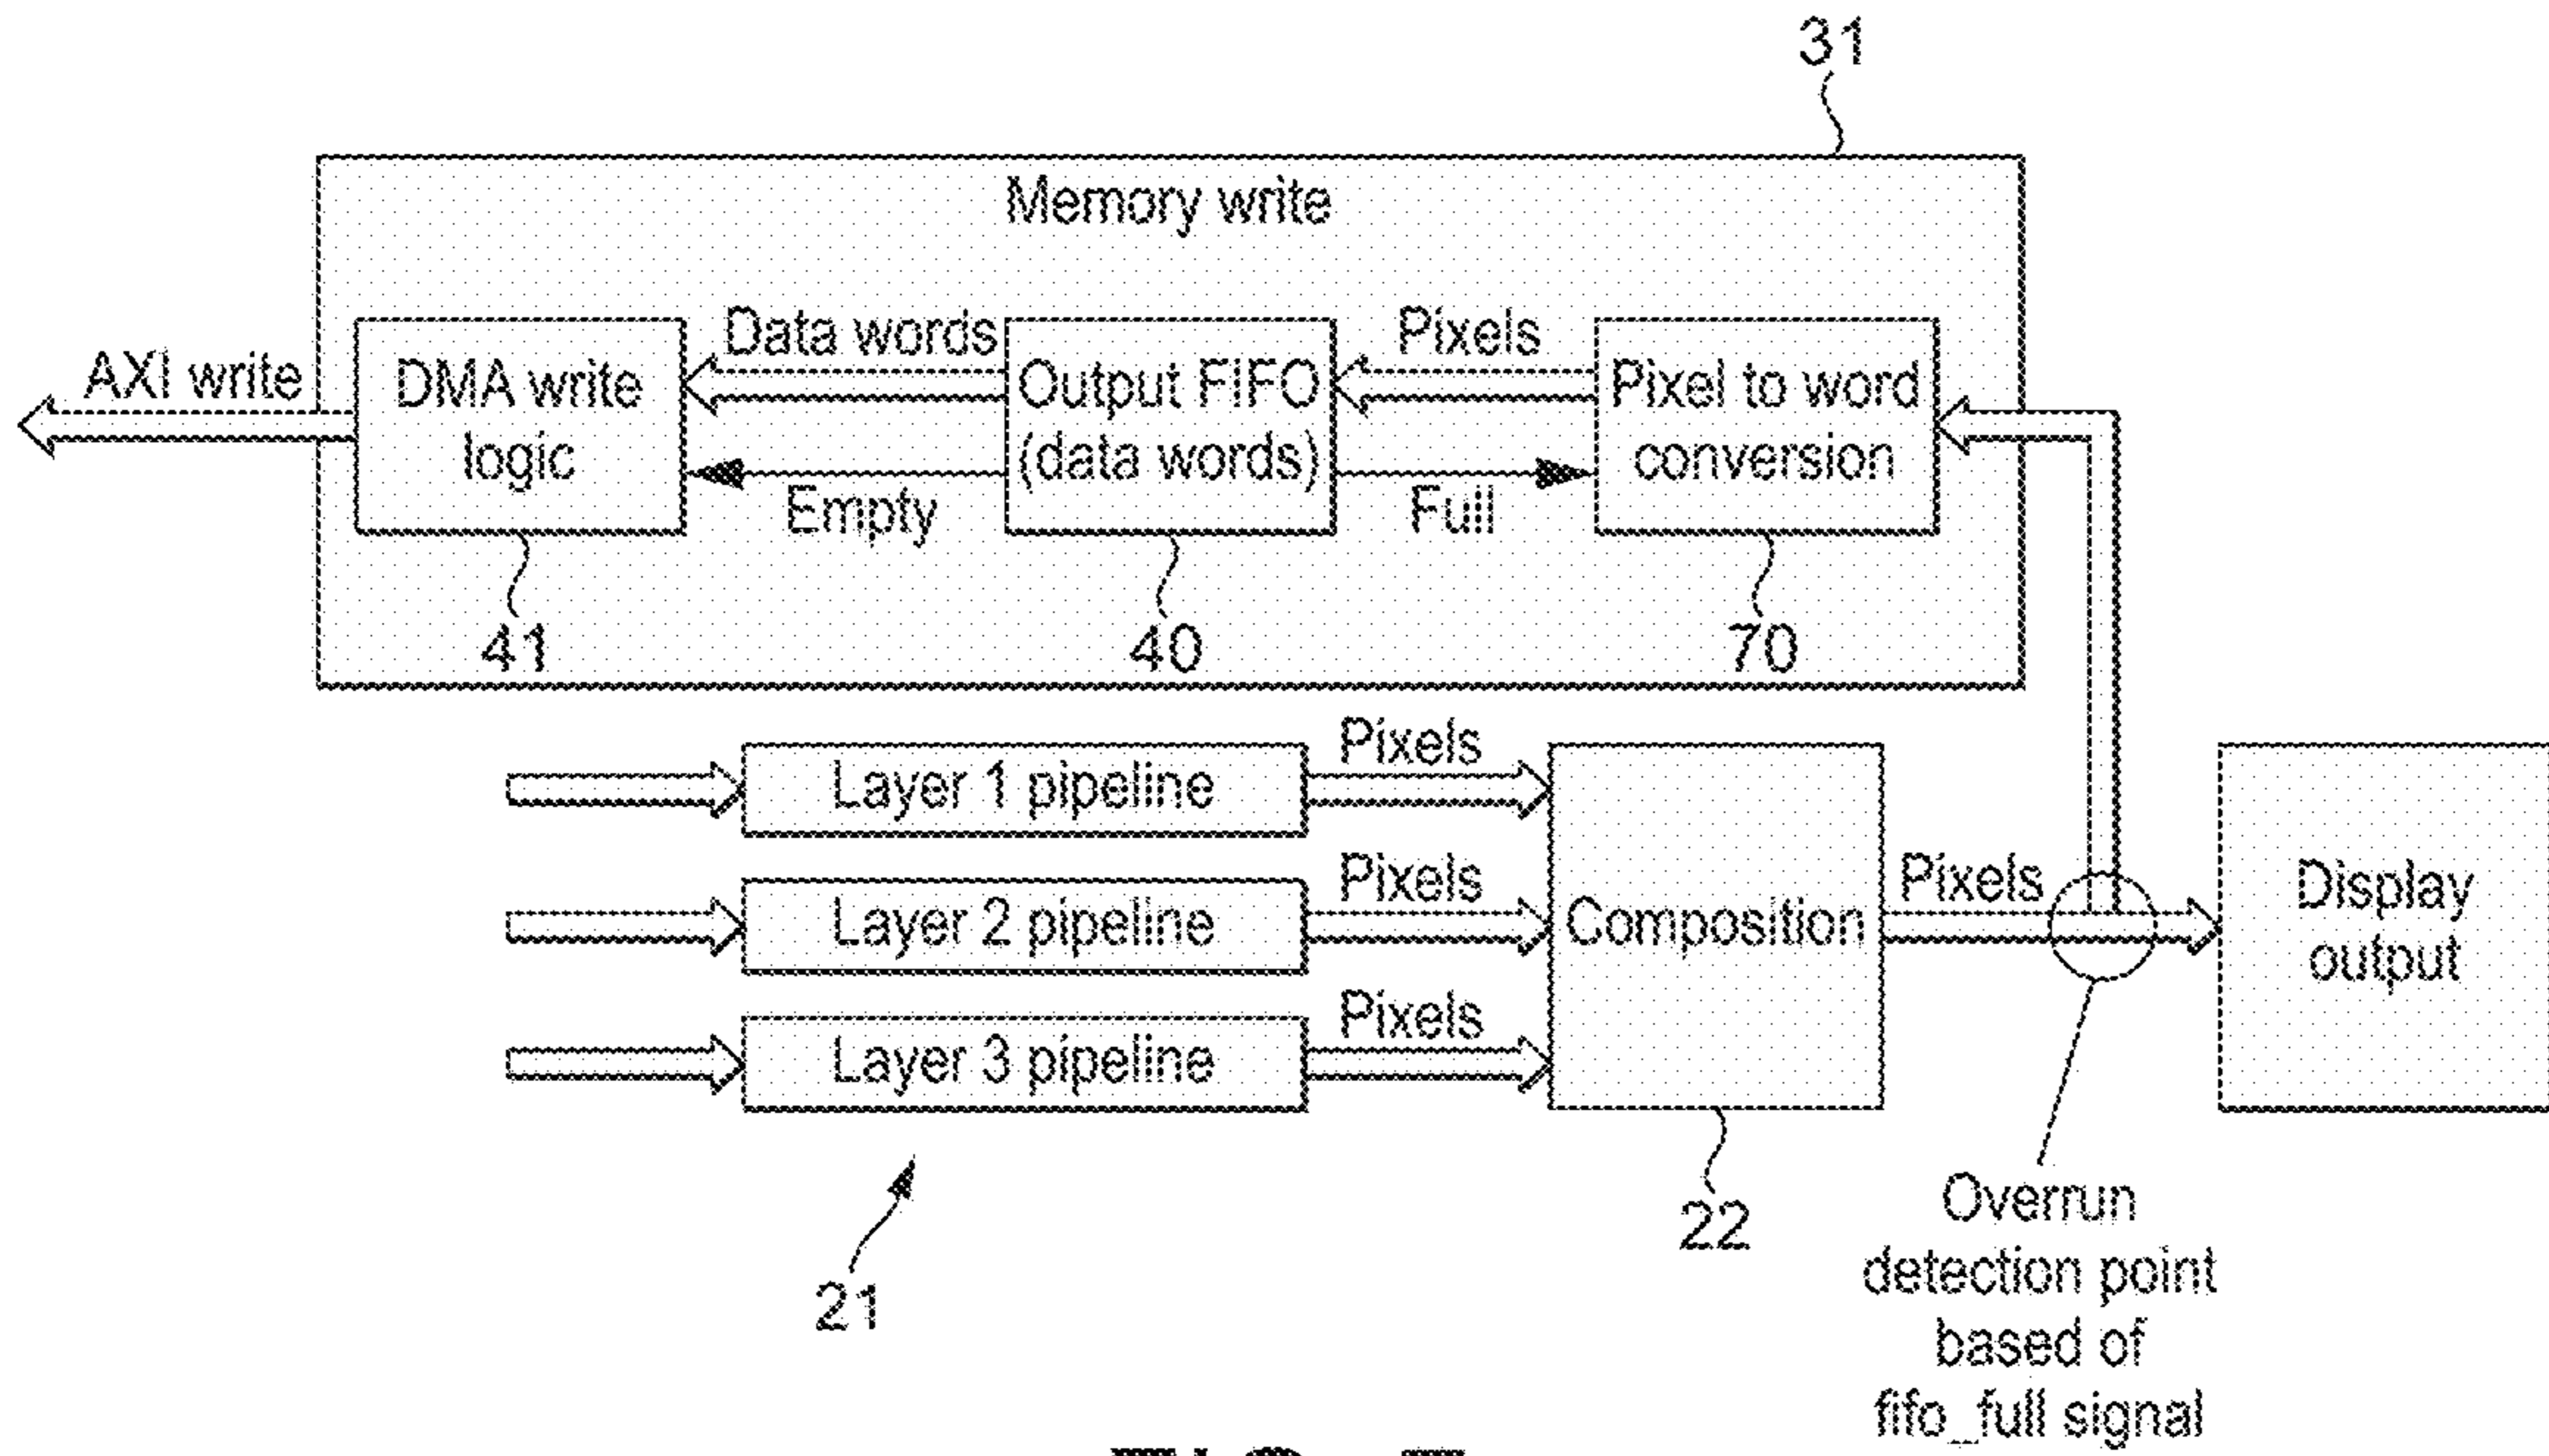 31
Memory write
AXI write
DMA write
logic
Data words
Empty
Output FIFO
(data words)
Pixels
Full
Pixel to word
conversion
41
40
70
Layer 1 pipeline
Pixels
Layer 2 pipeline
Pixels
Layer 3 pipeline
Pixels
Composition
Pixels
Display
output
21
22
Overrun
detection point
based of
fifo_full signal